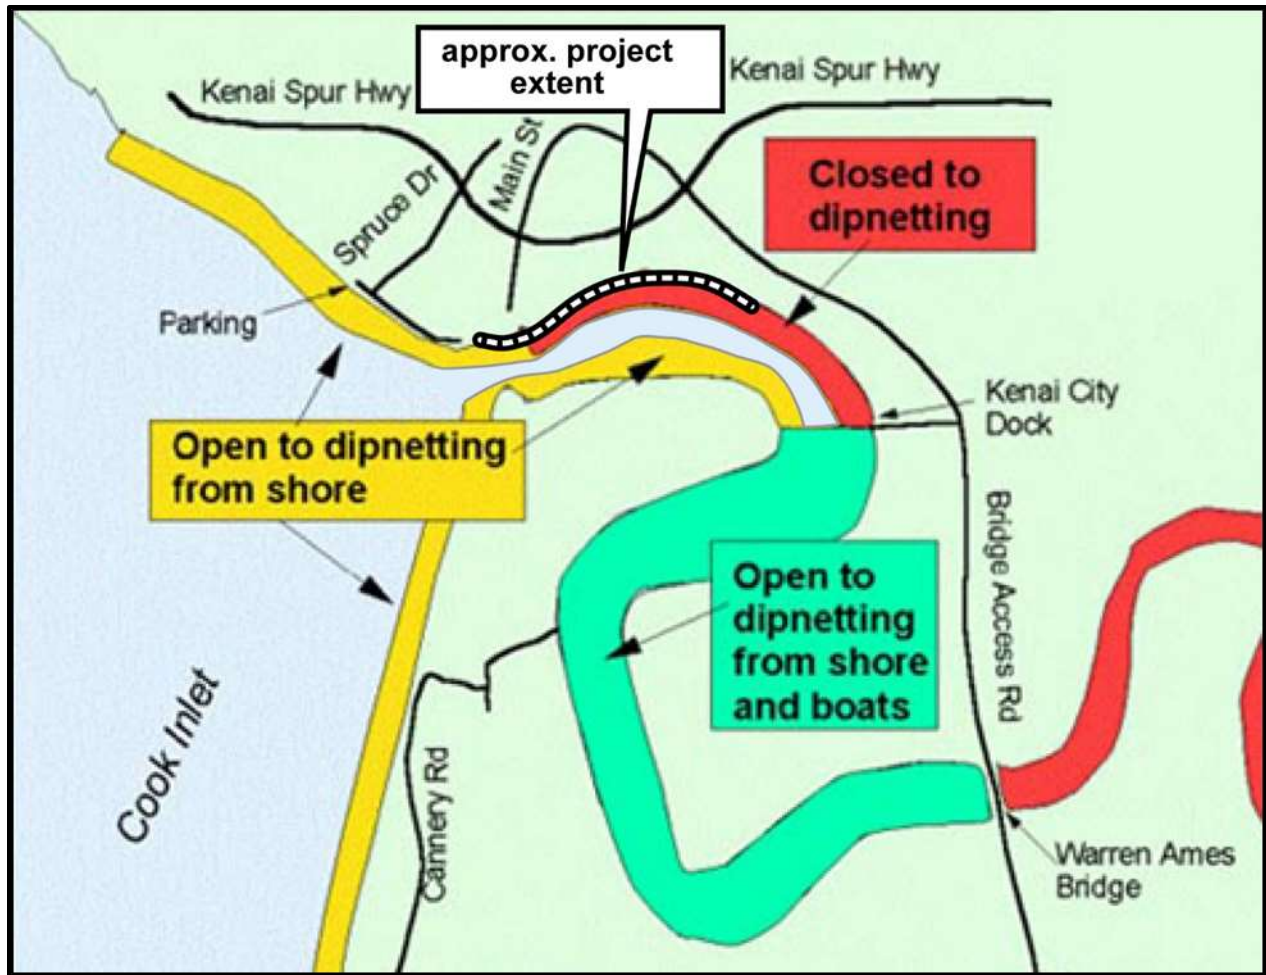 approx. project
extent
Kenai Spur Hwy
Kenai Spur Hwy
Spruce Dr
Main St
Closed to
dipnetting
Parking
Kenai City
Dock
Open to dipnetting
from shore
Bridge Access Rd
Open to
dipnetting
from shore
and boats
Cook Inlet
Cannery Rd
Warren Ames
Bridge